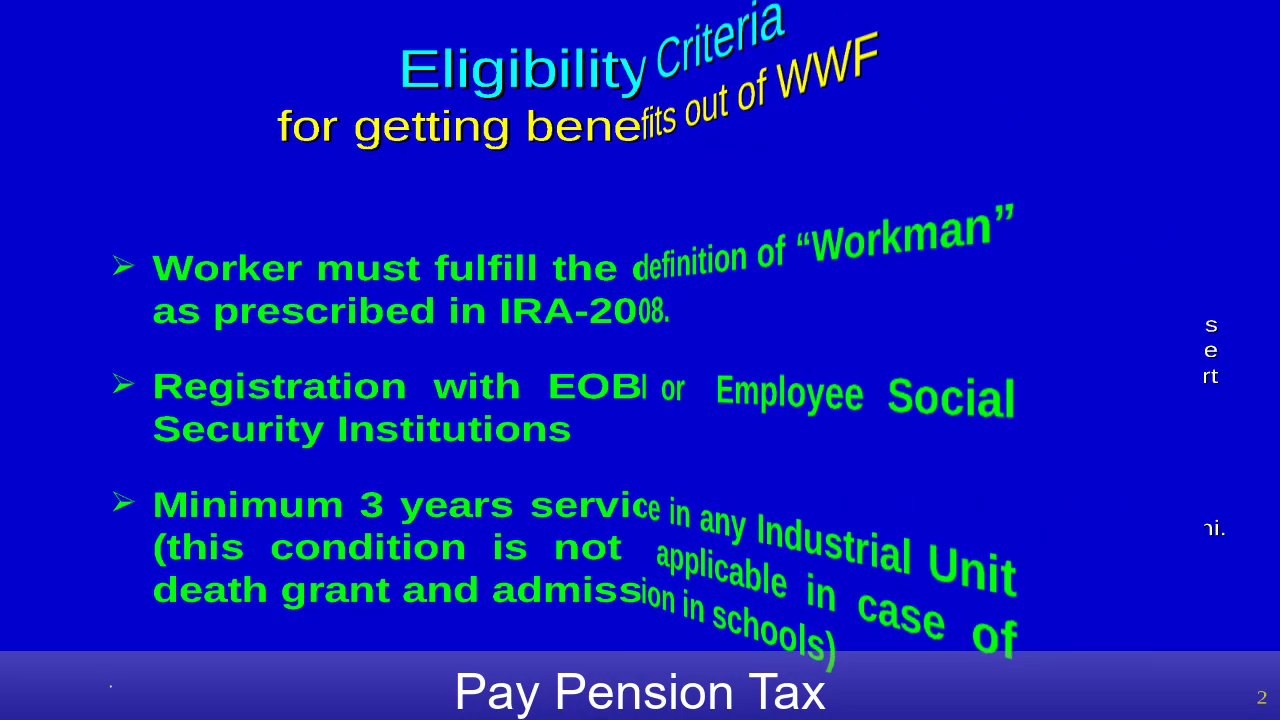 Eligibility Criteria
for getting benefits out of WWF
➢ Worker must fulfill the definition of “Workman”
as prescribed in IRA-2008.
s
e
rt
➢ Registration with EOBI or Employee Social
Security Institutions
➢ Minimum 3 years service in any Industrial Unit
ni.
(this condition is not applicable in case of
death grant and admission in schools)
Pay Pension Tax
2